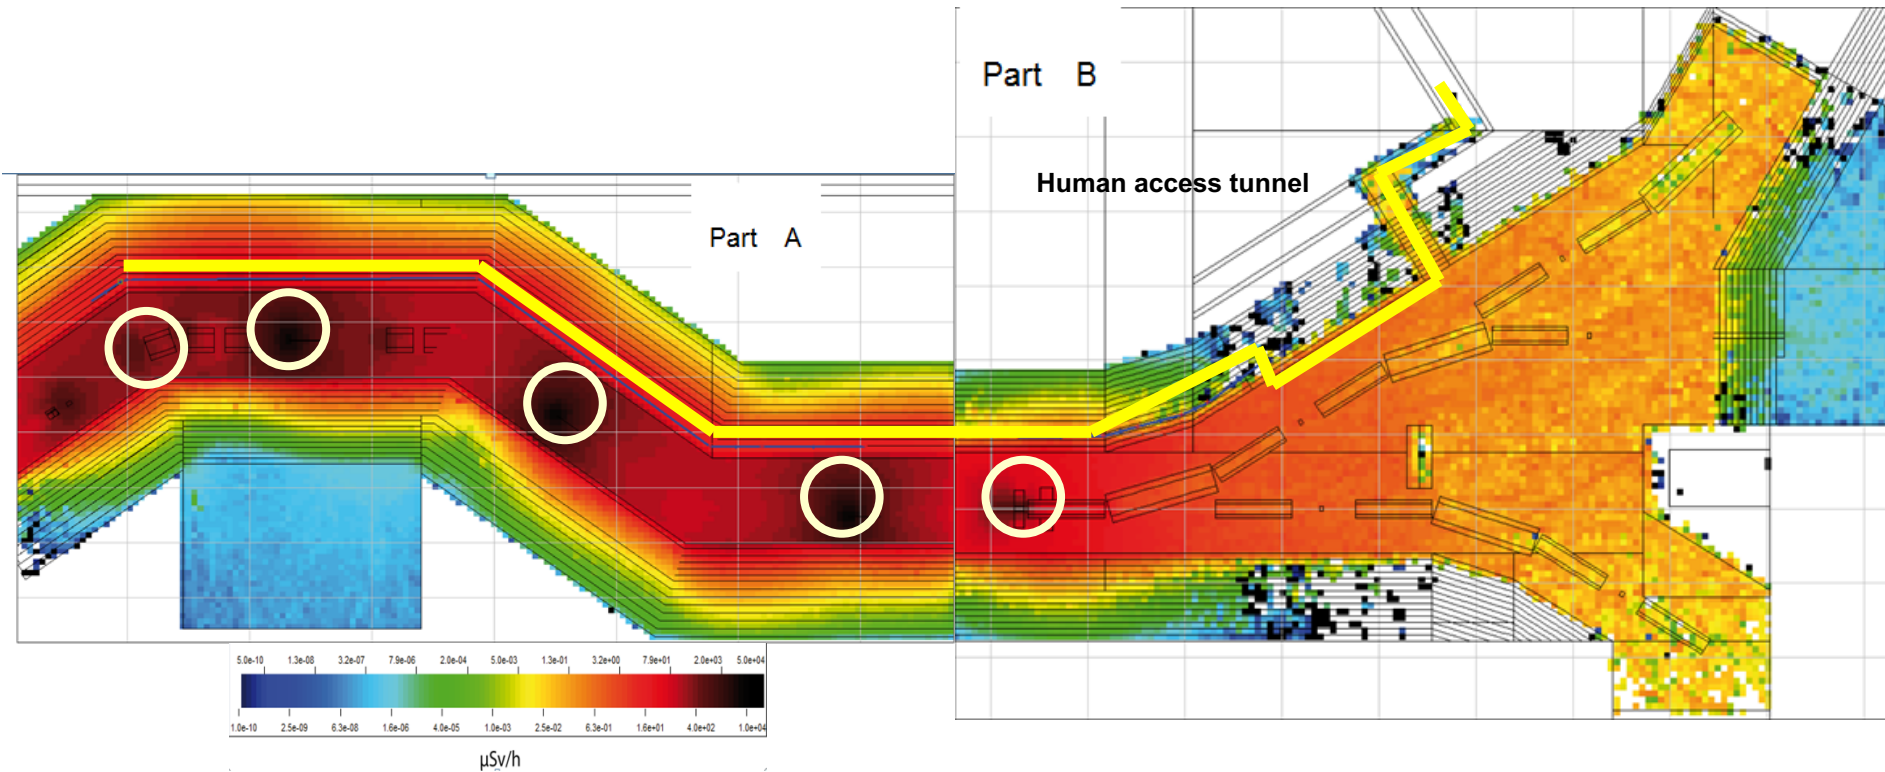 Part B
Human access tunnel
Part A
5.0e-10 1.3e-08 3.2e-07 7.9e-06 2.0e-04 5.0e-03 1.3e-01 3.2e+00 7.9e+01 2.0e+03 5.0e+04
1.0e-10 2.5e-09 6.3e-08 1.6e-06 4.0e-05 1.0e-03 2.5e-02 6.3e-01 1.6e+01 4.0e+02 1.0e+04
µSv/h